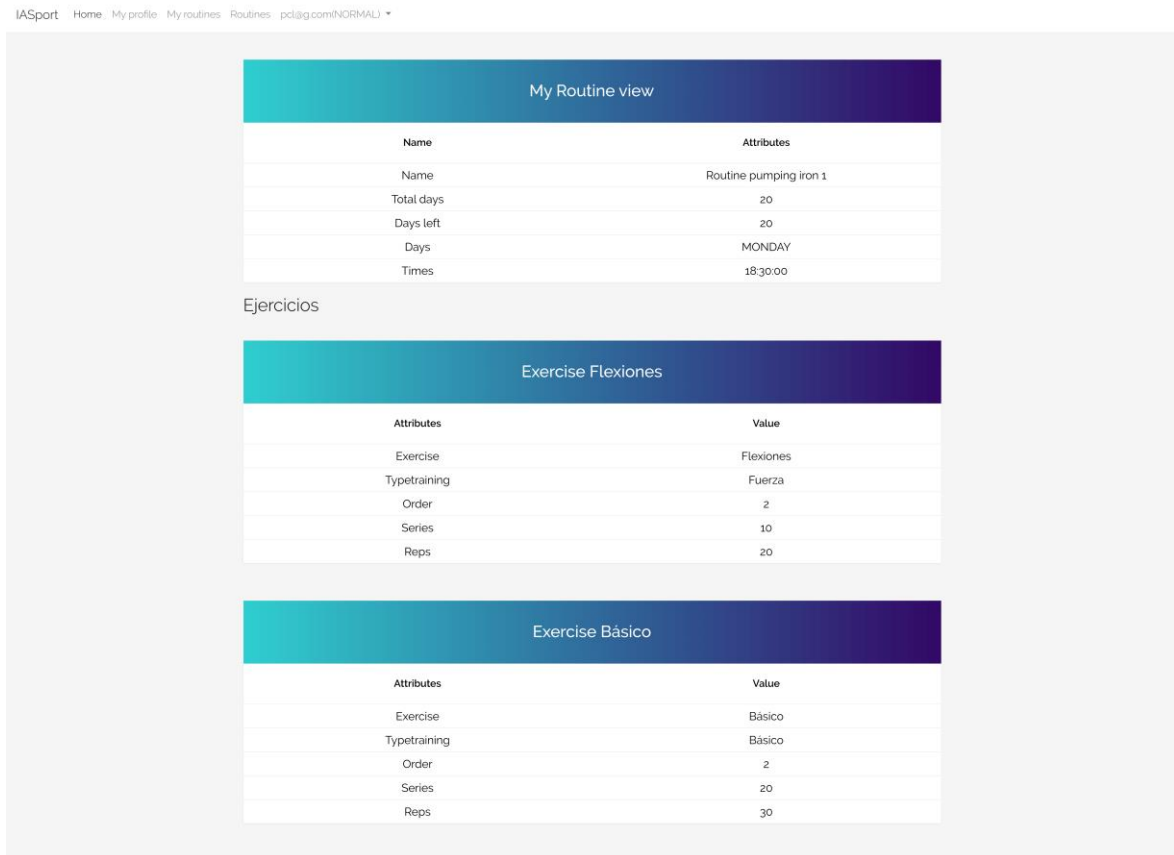 IASport Home My profile My routines Routines pcl@g.com(NORMAL)
My Routine view
Name Attributes
Name Routine pumping iron 1
Total days 20
Days left 20
Days MONDAY
Times 18:30:00
Ejercicios
Exercise Flexiones
Attributes Value
Exercise Flexiones
Typetraining Fuerza
Order 2
Series 10
Reps 20
Exercise Básico
Attributes Value
Exercise Básico
Typetraining Básico
Order 2
Series 20
Reps 30